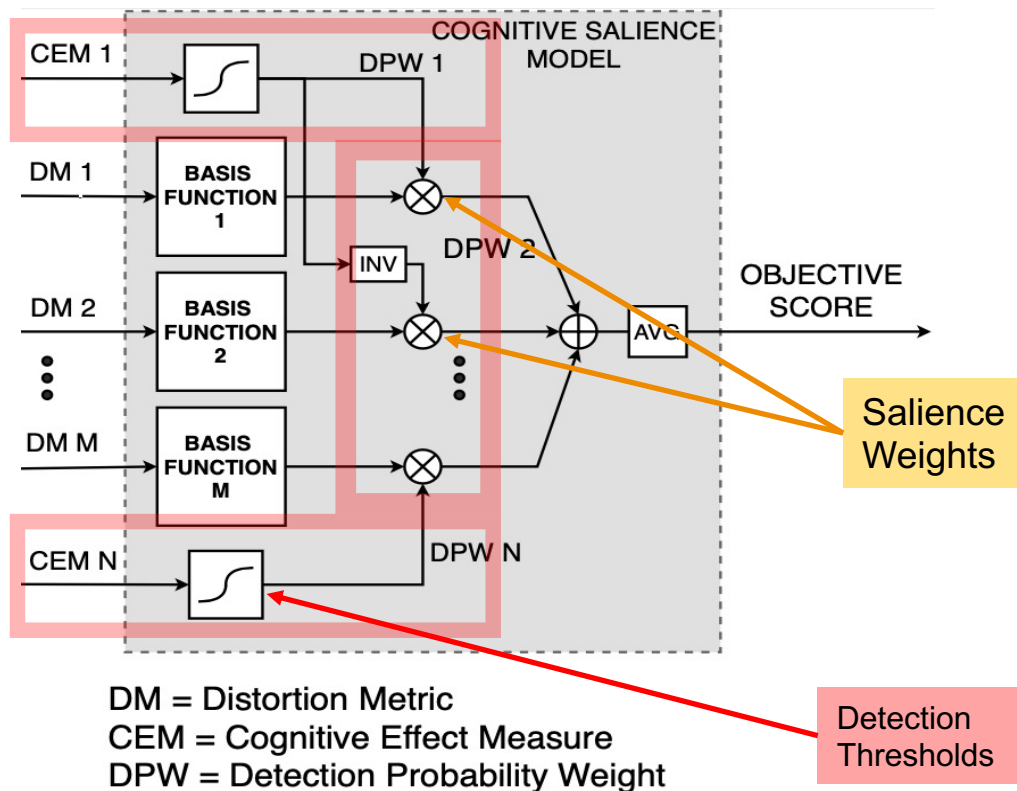 COGNITIVE SALIENCE
MODEL
CEM 1
DPW 1
DM 1
BASIS
FUNCTION
1
DPW 2
INV
OBJECTIVE
SCORE
DM 2
BASIS
FUNCTION
2
AVG
Salience
Weights
DM M
BASIS
FUNCTION
M
DPW N
CEM N
DM = Distortion Metric
CEM = Cognitive Effect Measure
DPW = Detection Probability Weight
Detection
Thresholds